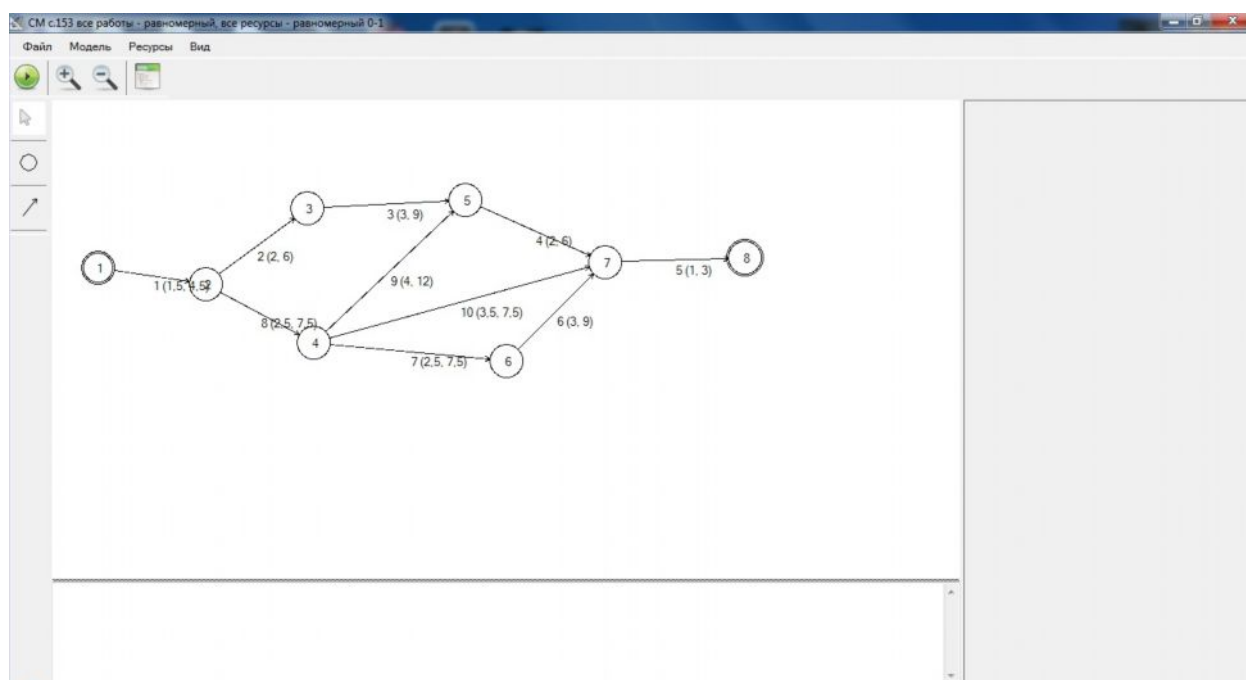 СМ с.153 все работы - равномерный, все ресурсы - равномерный 0-1
Файл Модель Ресурсы Вид
3
5
3 (3, 9)
4 (2, 6)
2 (2, 6)
1
7
8
5 (1, 3)
1 (1,5, 4,5)
2
9 (4, 12)
10 (3,5, 7,5)
8 (2,5, 7,5)
6 (3, 9)
4
7 (2,5, 7,5)
6